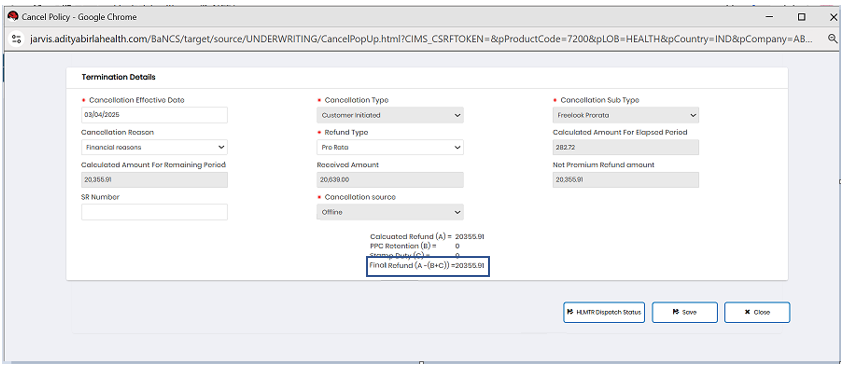 Cancel Policy - Google Chrome
jarvis.adityabirlahealth.com/BaNCS/target/source/UNDERWRITING/CancelPopUp.html?CIMS_CSRFTOKEN=&pProductCode=7200&pLOB=HEALTH&pCountry=IND&pCompany=AB...
Termination Details
* Cancellation Effective Date
* Cancellation Type
* Cancellation Sub Type
03/04/2025
Customer Initiated
Freelook Prorata
Cancellation Reason
* Refund Type
Calculated Amount For Elapsed Period
Financial reasons
Pro Rata
282.72
Calculated Amount For Remaining Period
Received Amount
Net Premium Refund amount
20,355.91
20,639.00
20,355.91
SR Number
* Cancellation source
Offline
Calcuated Refund (A) = 20355.91
PPC Retention (B) = 0
Stamp Duty (C) = 0
Final Refund (A -(B+C)) =20355.91
HLMTR Dispatch Status
Save
Close